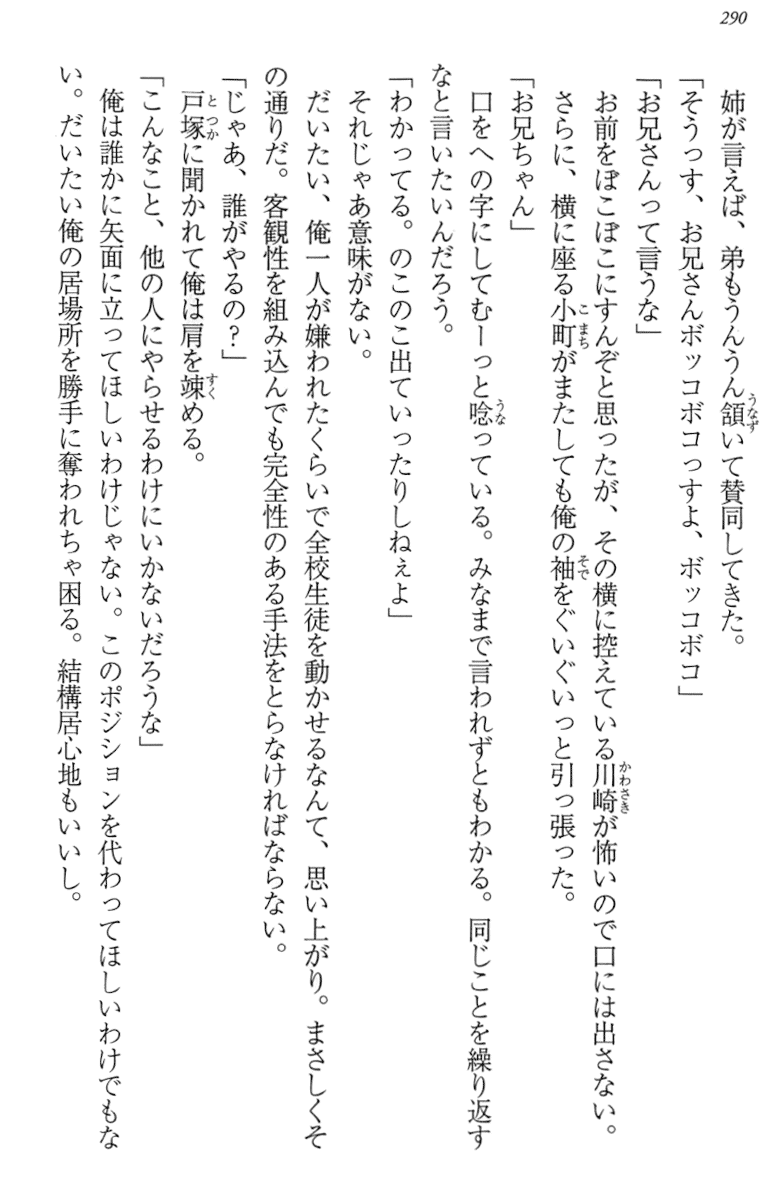 290
姉が言えば、弟もうんうん頷いて賛同してきた。
「そうっす、お兄さんボッコボコっすよ、ボッコボコ」
「お兄さんって言うな」
お前をぼこぼこにすんぞと思ったが、その横に控えている川崎が怖いので口には出さない。
さらに、横に座る小町がまたしても俺の袖をぐいぐいっと引っ張った。
「お兄ちゃん」
口をへの字にしてむーっと唸っている。みなまで言われずともわかる。同じことを繰り返す
なと言いたいんだろう。
「わかってる。のこのこ出ていったりしねぇよ」
それじゃあ意味がない。
だいたい、俺一人が嫌われたくらいで全校生徒を動かせるなんて、思い上がり。まさしくそ
の通りだ。客観性を組み込んでも完全性のある手法をとらなければならない。
「じゃあ、誰がやるの？」
戸塚に聞かれて俺は肩を竦める。
「こんなこと、他の人にやらせるわけにいかないだろうな」
俺は誰かに矢面に立ってほしいわけじゃない。このポジションを代わってほしいわけでもな
い。だいたい俺の居場所を勝手に奪われちゃ困る。結構居心地もいいし。